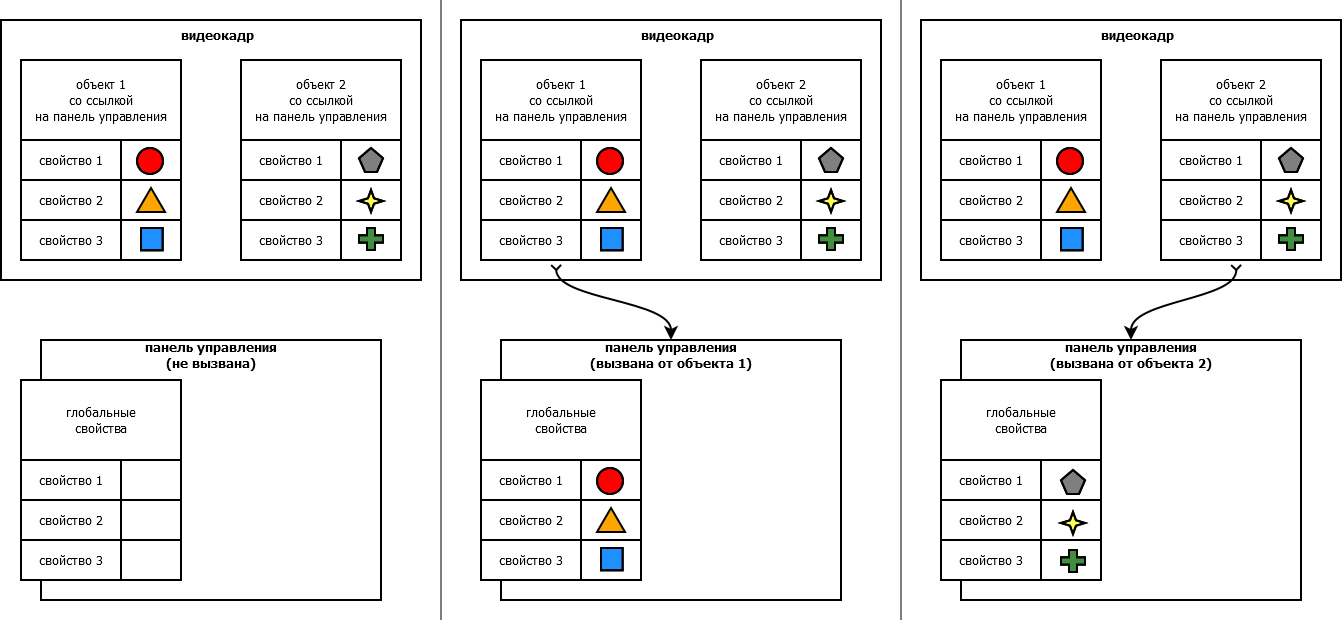 видеокадр
объект 1
со ссылкой
на панель управления
свойство 1
свойство 2
свойство 3
объект 2
со ссылкой
на панель управления
свойство 1
свойство 2
свойство 3
панель управления
(не вызвана)
глобальные
свойства
свойство 1
свойство 2
свойство 3
видеокадр
объект 1
со ссылкой
на панель управления
свойство 1
свойство 2
свойство 3
объект 2
со ссылкой
на панель управления
свойство 1
свойство 2
свойство 3
панель управления
(вызвана от объекта 1)
глобальные
свойства
свойство 1
свойство 2
свойство 3
видеокадр
объект 1
со ссылкой
на панель управления
свойство 1
свойство 2
свойство 3
объект 2
со ссылкой
на панель управления
свойство 1
свойство 2
свойство 3
панель управления
(вызвана от объекта 2)
глобальные
свойства
свойство 1
свойство 2
свойство 3